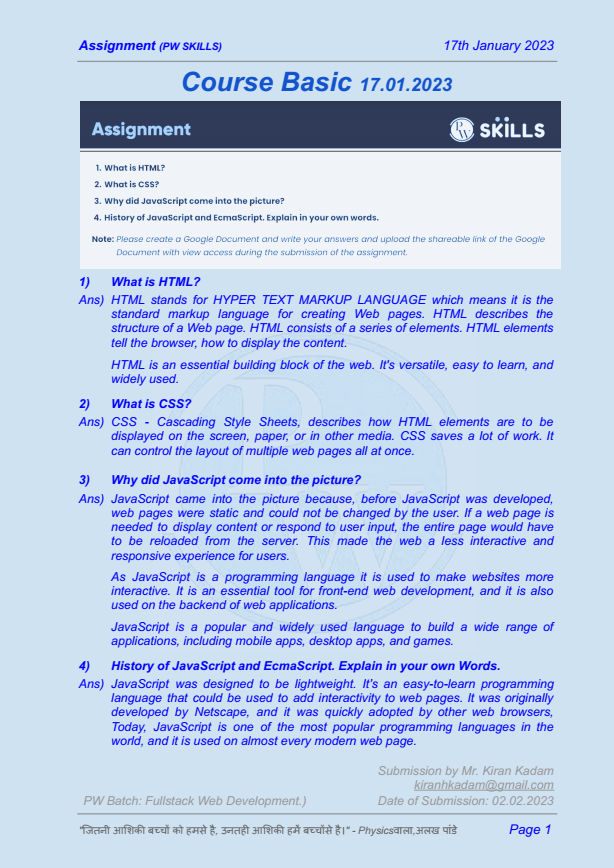 Assignment (PW SKILLS) 17th January 2023
Course Basic 17.01.2023
Assignment PW SKILLS
1. What is HTML?
2. What is CSS?
3. Why did JavaScript come into the picture?
4. History of JavaScript and EcmaScript. Explain in your own words.
Note: Please create a Google Document and write your answers and upload the shareable link of the Google
Document with view access during the submission of the assignment.
1) What is HTML?
Ans) HTML stands for HYPER TEXT MARKUP LANGUAGE which means it is the
standard markup language for creating Web pages. HTML describes the
structure of a Web page. HTML consists of a series of elements. HTML elements
tell the browser, how to display the content.
HTML is an essential building block of the web. It's versatile, easy to learn, and
widely used.
2) What is CSS?
Ans) CSS - Cascading Style Sheets, describes how HTML elements are to be
displayed on the screen, paper, or in other media. CSS saves a lot of work. It
can control the layout of multiple web pages all at once.
3) Why did JavaScript come into the picture?
Ans) JavaScript came into the picture because, before JavaScript was developed,
web pages were static and could not be changed by the user. If a web page is
needed to display content or respond to user input, the entire page would have
to be reloaded from the server. This made the web a less interactive and
responsive experience for users.
As JavaScript is a programming language it is used to make websites more
interactive. It is an essential tool for front-end web development, and it is also
used on the backend of web applications.
JavaScript is a popular and widely used language to build a wide range of
applications, including mobile apps, desktop apps, and games.
4) History of JavaScript and EcmaScript. Explain in your own Words.
Ans) JavaScript was designed to be lightweight. It's an easy-to-learn programming
language that could be used to add interactivity to web pages. It was originally
developed by Netscape, and it was quickly adopted by other web browsers,
Today, JavaScript is one of the most popular programming languages in the
world, and it is used on almost every modern web page.
Submission by Mr. Kiran Kadam
kiranhkadam@gmail.com
PW Batch: Fullstack Web Development.) Date of Submission: 02.02.2023
"जितनी आशिकी बच्चों को हमसे है, उनतही आशिकी हमें बच्चोंसे है।" - Physicsवाला,अलख पांडे Page 1